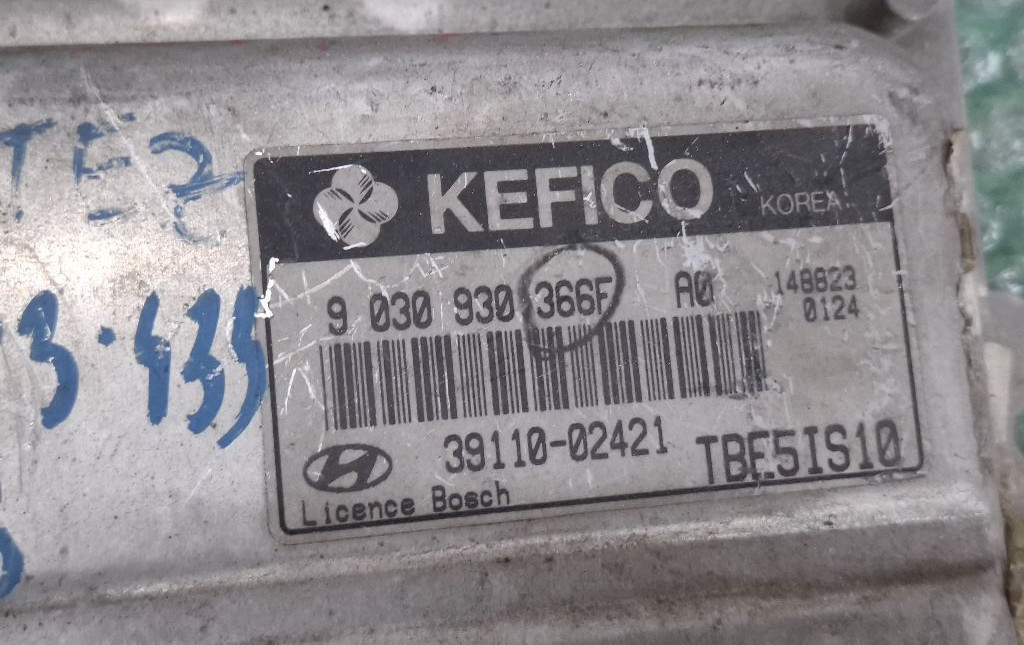 KEFICO KOREA
9 030 930 366F A0 148823
0124
39110-02421 TBE5IS10
Licence Bosch